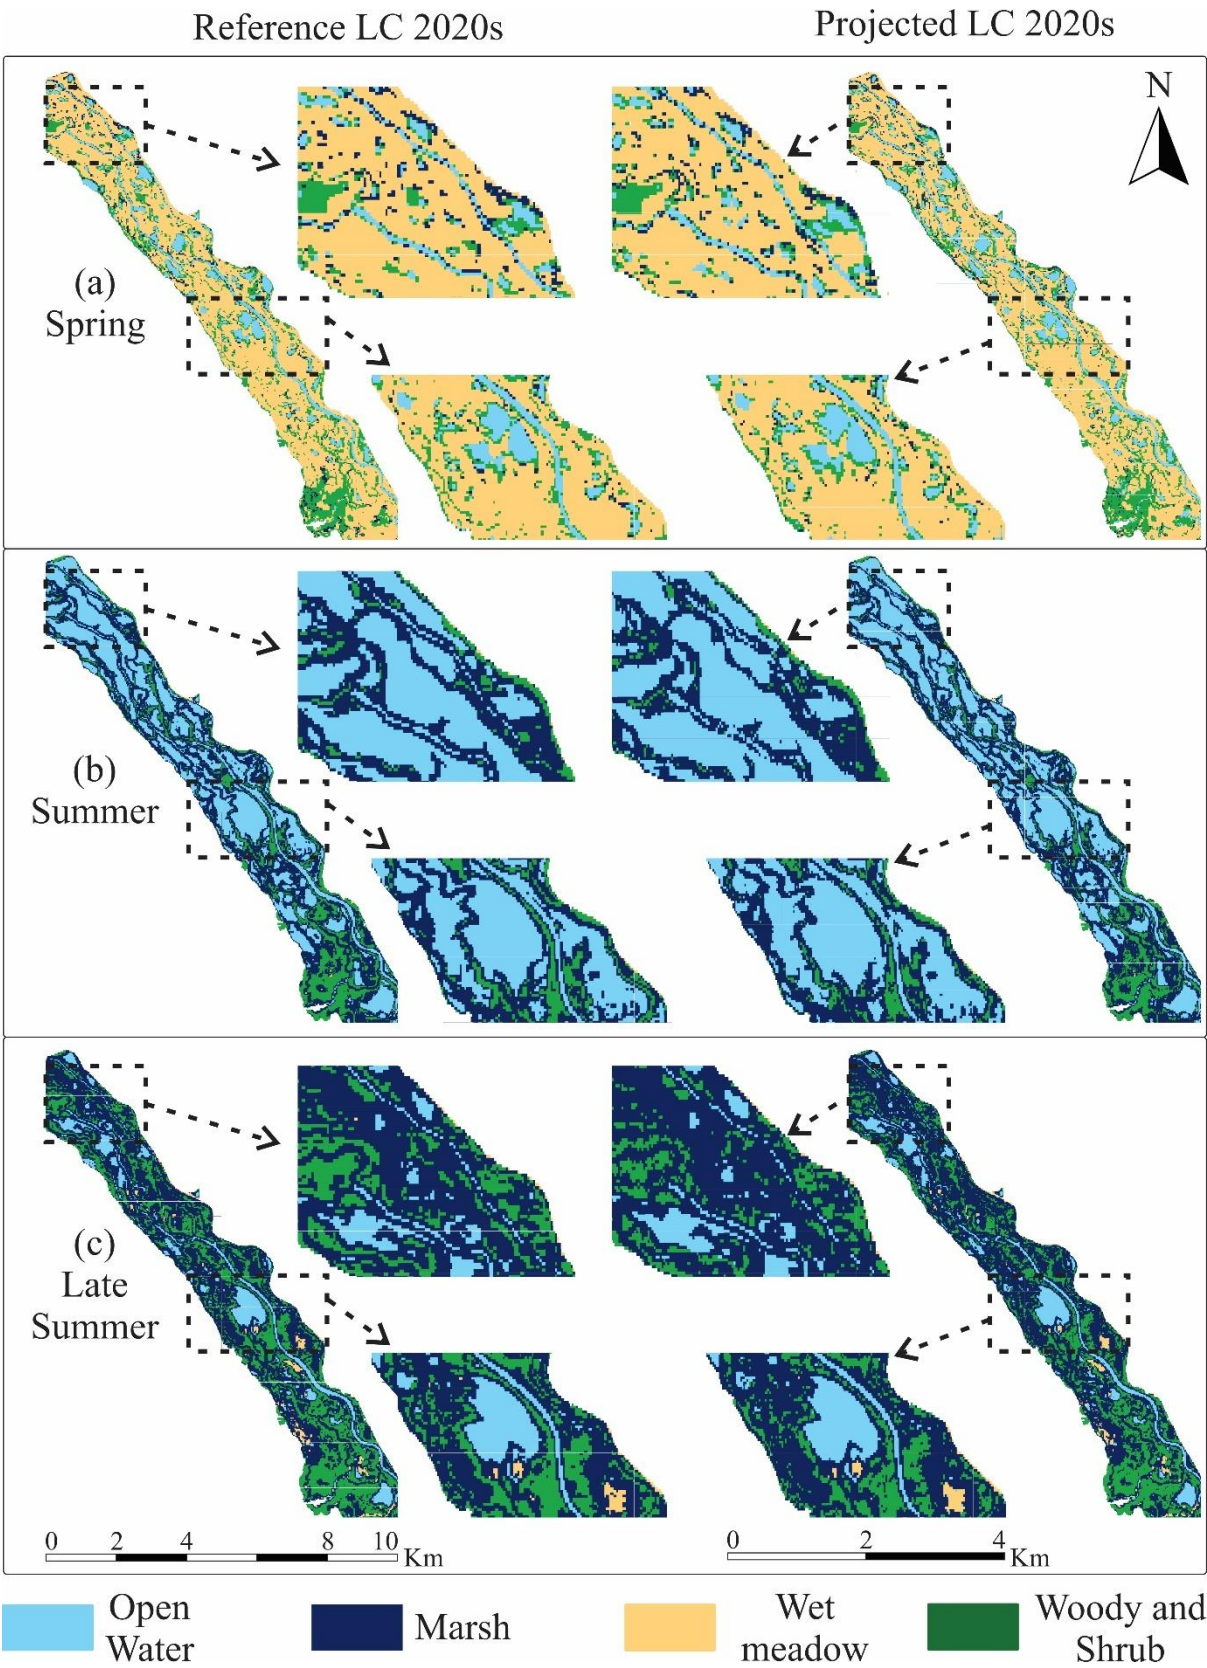 Reference LC 2020s
Projected LC 2020s
N
(a)
Spring
(b)
Summer
(c)
Late
Summer
0 2 4 8 10
Km
0 2 4
Km
Open
Water
Marsh
Wet
meadow
Woody and
Shrub